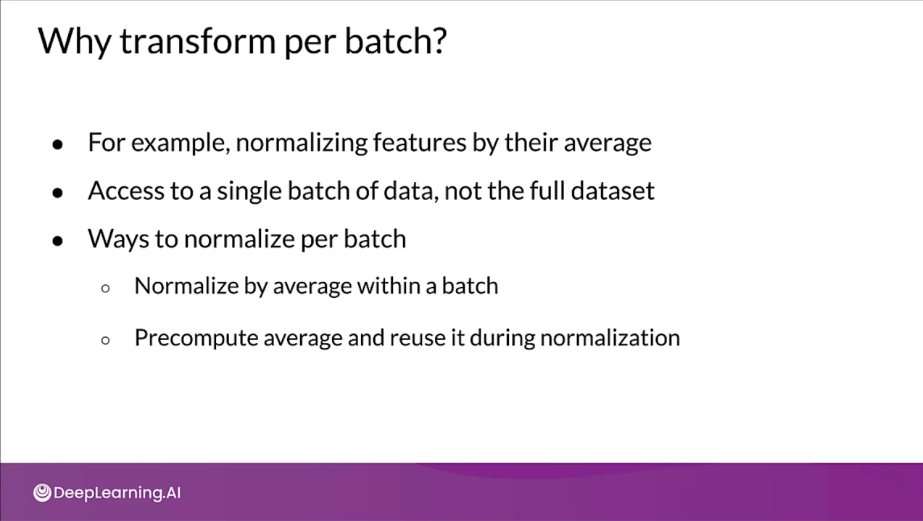 Why transform per batch?
● For example, normalizing features by their average
● Access to a single batch of data, not the full dataset
● Ways to normalize per batch
○ Normalize by average within a batch
○ Precompute average and reuse it during normalization
DeepLearning.AI